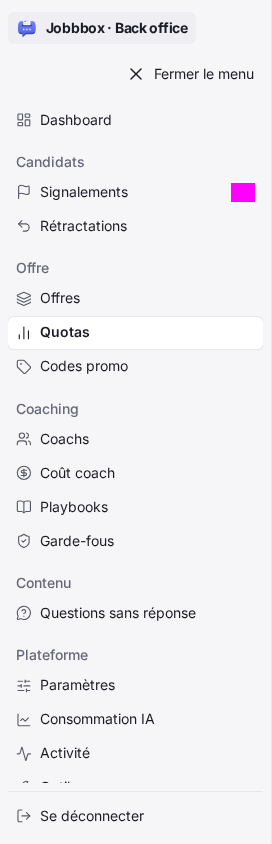 Jobbbox · Back office
Fermer le menu
Dashboard
Candidats
Signalements
Rétractations
Offre
Offres
Quotas
Codes promo
Coaching
Coachs
Coût coach
Playbooks
Garde-fous
Contenu
Questions sans réponse
Plateforme
Paramètres
Consommation IA
Activité
Se déconnecter